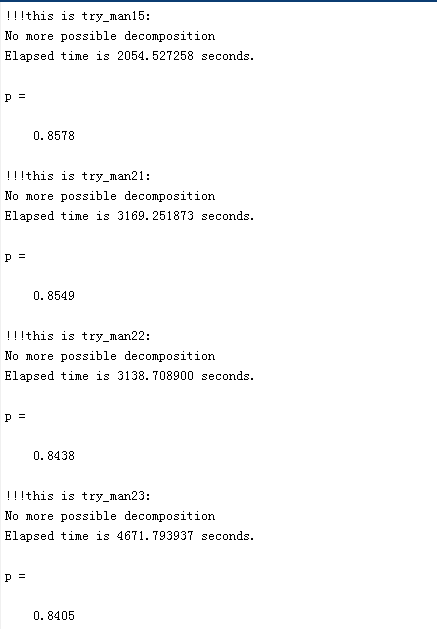 !!!this is try_man15:
No more possible decomposition
Elapsed time is 2054.527258 seconds.
p =
0.8578
!!!this is try_man21:
No more possible decomposition
Elapsed time is 3169.251873 seconds.
p =
0.8549
!!!this is try_man22:
No more possible decomposition
Elapsed time is 3138.708900 seconds.
p =
0.8438
!!!this is try_man23:
No more possible decomposition
Elapsed time is 4671.793937 seconds.
p =
0.8405